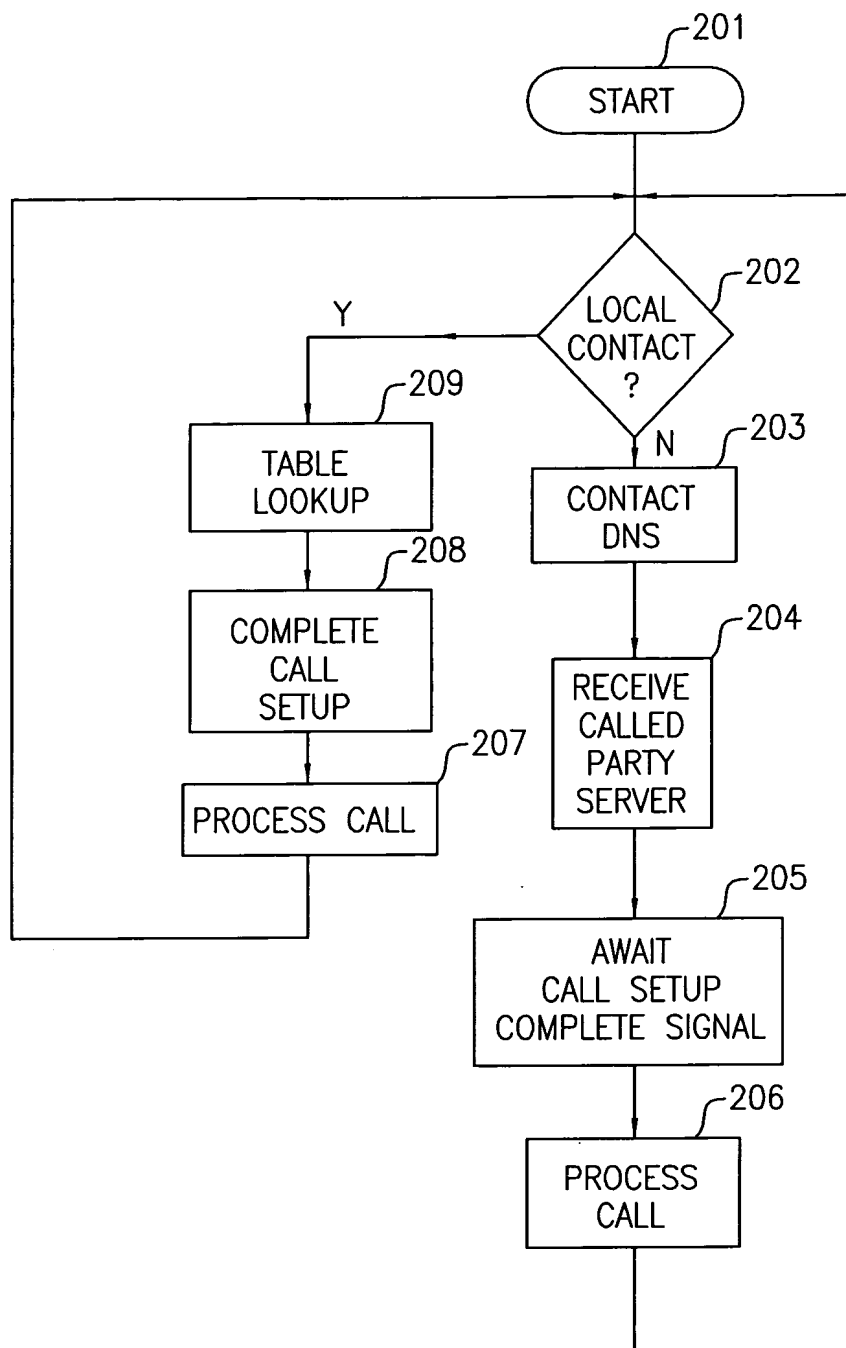 201
START
202
LOCAL
CONTACT
?
Y
N
209
TABLE
LOOKUP
203
CONTACT
DNS
208
COMPLETE
CALL
SETUP
204
RECEIVE
CALLED
PARTY
SERVER
207
PROCESS CALL
205
AWAIT
CALL SETUP
COMPLETE SIGNAL
206
PROCESS
CALL